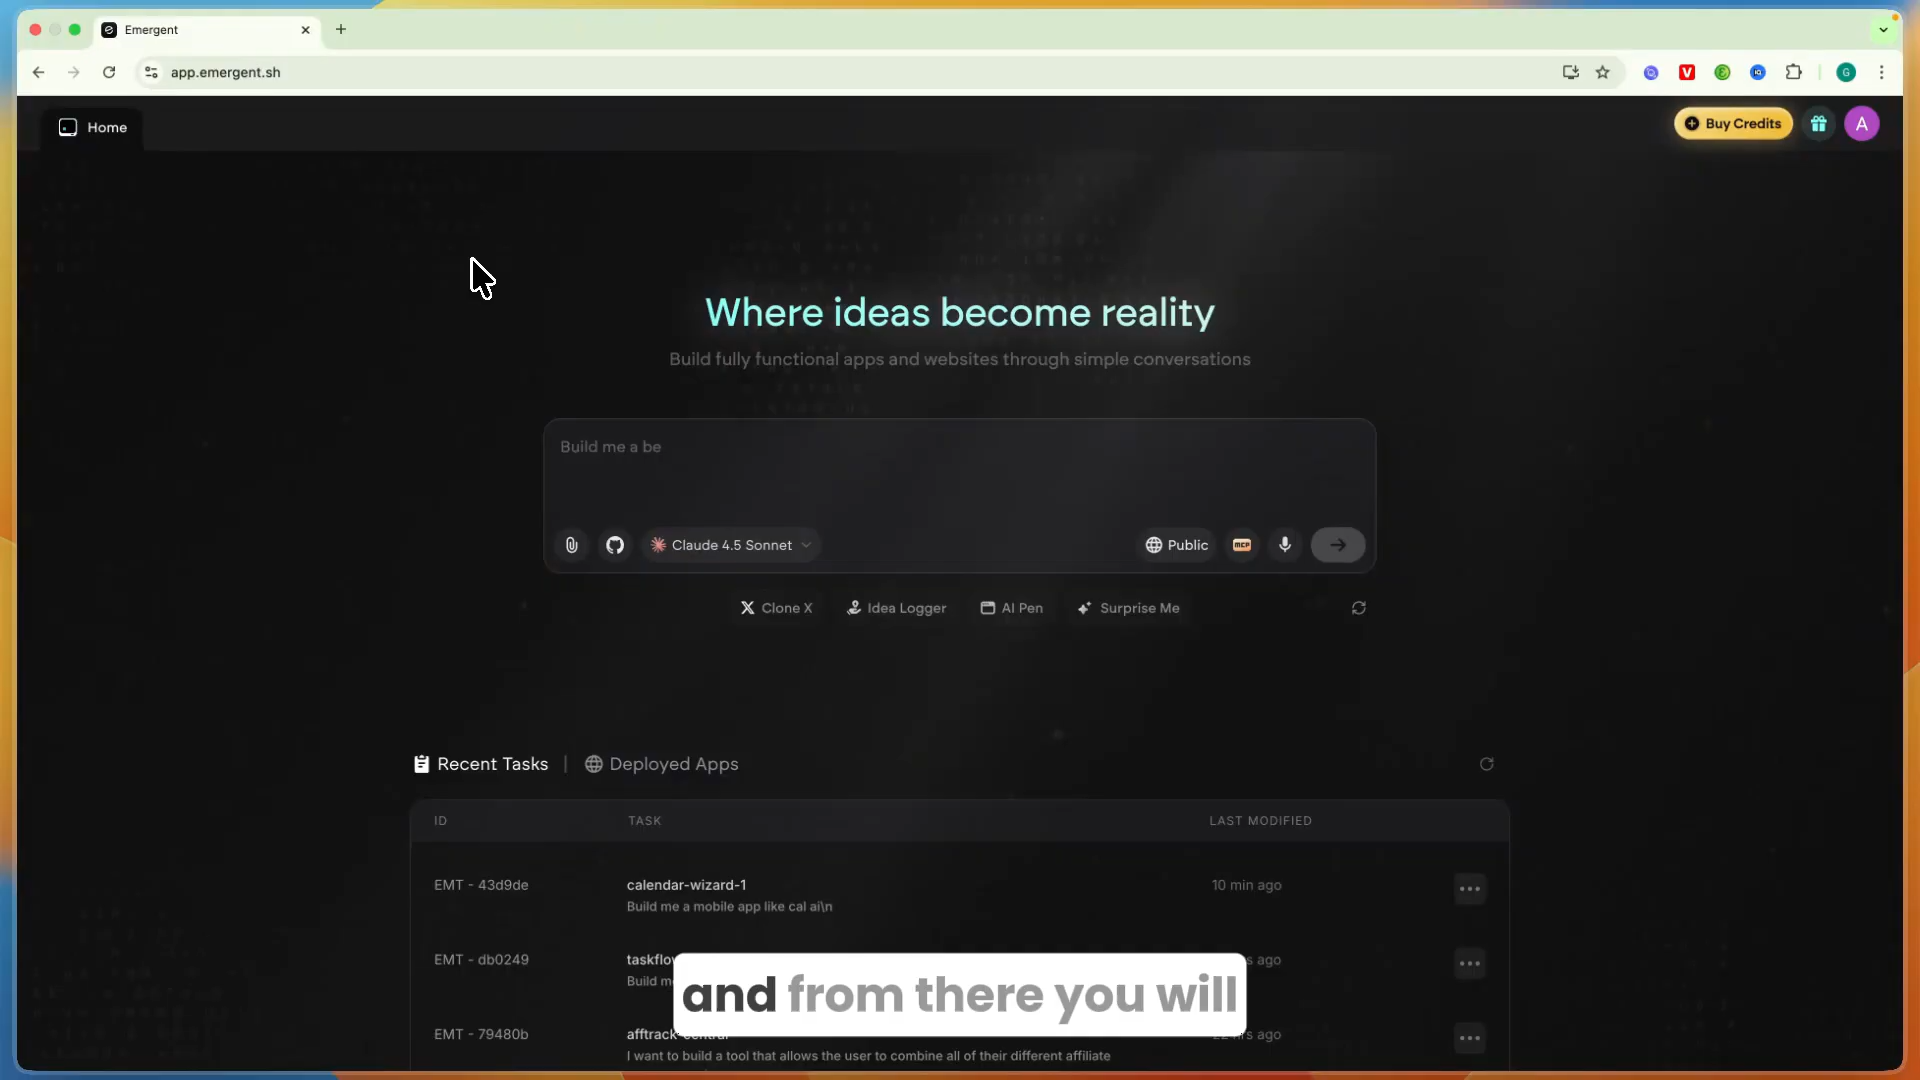 Emergent
app.emergent.sh
G
Home
Buy Credits
A
Where ideas become reality
Build fully functional apps and websites through simple conversations
Build me a be
Claude 4.5 Sonnet
Public
MCP
Clone X
Idea Logger
AI Pen
Surprise Me
Recent Tasks | Deployed Apps
ID TASK LAST MODIFIED
EMT - 43d9de calendar-wizard-1 10 min ago
Build me a mobile app like cal ai\n
EMT - db0249 ago
Build
and from there you will
EMT - 79480b ago
I want to build a tool that allows the user to combine all of their different affiliate